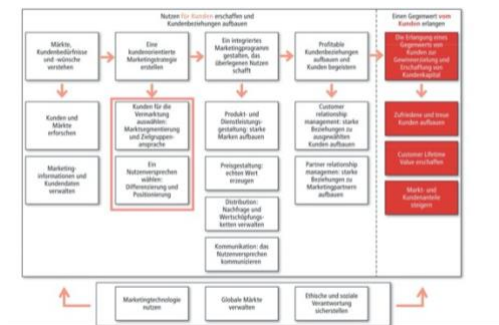 Nutzen für Kunden erschaffen und
Kundenbeziehungen aufbauen
Einen Gegenwert vom
Kunden erlangen
Märkte,
Kundenbedürfnisse
und -wünsche
verstehen
Eine
kundenorientierte
Marketingstrategie
erstellen
Ein integriertes
Marketingprogramm
gestalten, das
überlegenen Nutzen
schafft
Profitable
Kundenbeziehungen
aufbauen und
Kunden begeistern
Die Erlangung eines
Gegenwerts von
Kunden zur
Gewinnerzielung und
Erschaffung von
Kundenkapital
Kunden und
Märkte
erforschen
Kunden für die
Vermarktung
auswählen:
Marktsegmentierung
und Zielgruppen-
ansprache
Produkt- und
Dienstleistungs-
gestaltung: starke
Marken aufbauen
Customer
relationship
management: starke
Beziehungen zu
ausgewählten
Kunden aufbauen
Zufriedene und treue
Kunden aufbauen
Marketing-
informationen und
Kundendaten
verwalten
Ein
Nutzenversprechen
wählen:
Differenzierung und
Positionierung
Preisgestaltung:
echten Wert
erzeugen
Partner relationship
management: starke
Beziehungen zu
Marketingpartnern
aufbauen
Customer Lifetime
Value erschaffen
Distribution:
Nachfrage und
Wertschöpfungs-
ketten verwalten
Markt- und
Kundenanteile
steigern
Kommunikation: das
Nutzenversprechen
kommunizieren
Marketingtechnologie
nutzen
Globale Märkte
verwalten
Ethische und soziale
Verantwortung
sicherstellen